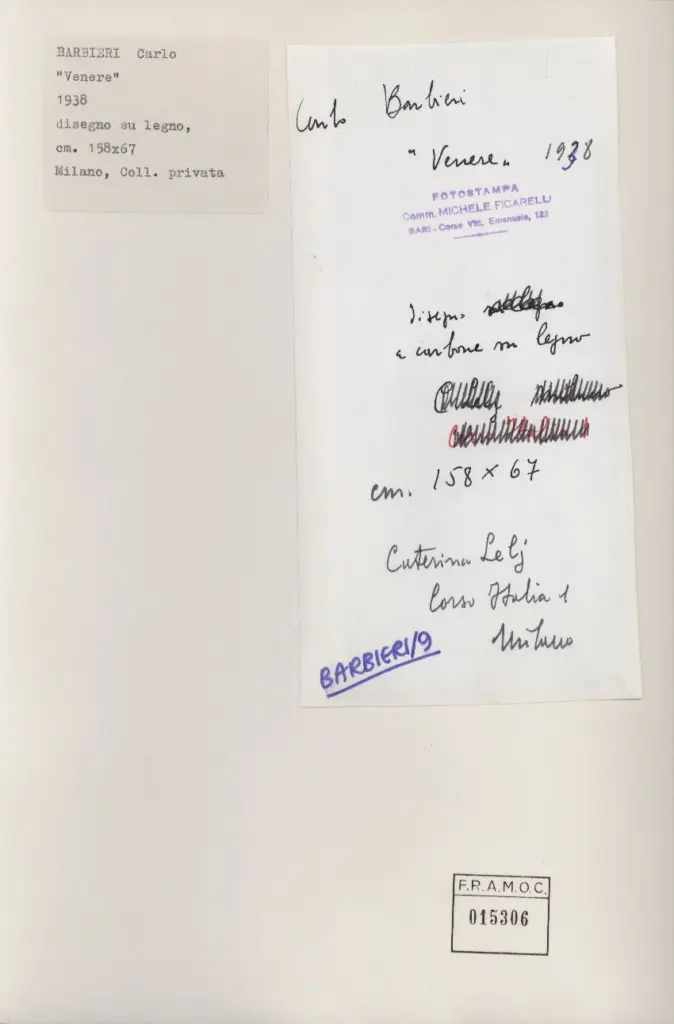 BARBIERI Carlo
"Venere"
1938
disegno su legno,
cm. 158x67
Milano, Coll. privata
Carlo Barbieri
"Venere" 1938
FOTOSTAMPA
Comm. MICHELE FICARELLI
BARI - Corso Vitt. Emanuele, 121
disegno
a carbone su legno
cm. 158 x 67
Caterina Lelj
Corso Italia 1
Milano
BARBIERI/9
F.R.A.M.O.C.
015306